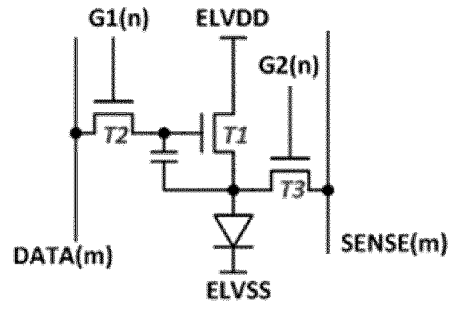 G1(n)
ELVDD
G2(n)
T2
T1
T3
DATA(m)
SENSE(m)
ELVSS